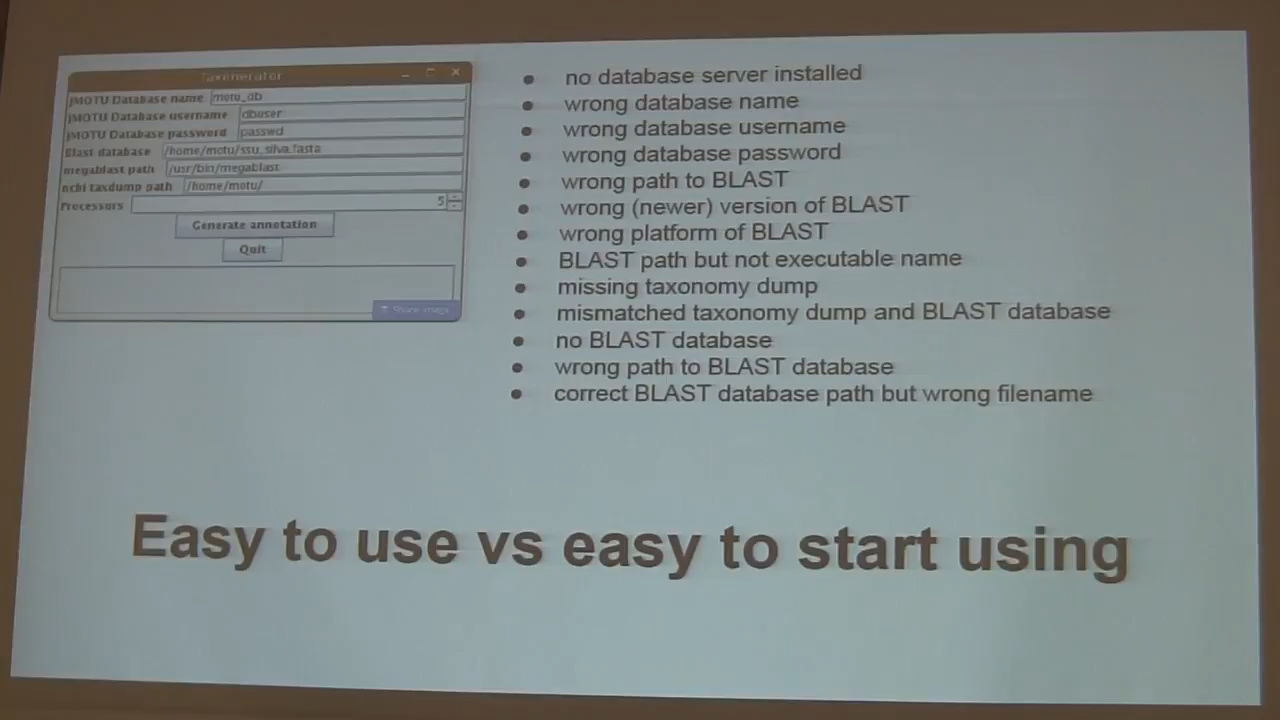 Taxonerator
jMOTU Database name motu_db
jMOTU Database username dbuser
jMOTU Database password passwd
Blast database /home/motu/ssu_silva.fasta
megablast path /usr/bin/megablast
ncbi taxdump path /home/motu/
Processors 5
Generate annotation
Quit
no database server installed
wrong database name
wrong database username
wrong database password
wrong path to BLAST
wrong (newer) version of BLAST
wrong platform of BLAST
BLAST path but not executable name
missing taxonomy dump
mismatched taxonomy dump and BLAST database
no BLAST database
wrong path to BLAST database
correct BLAST database path but wrong filename
Easy to use vs easy to start using